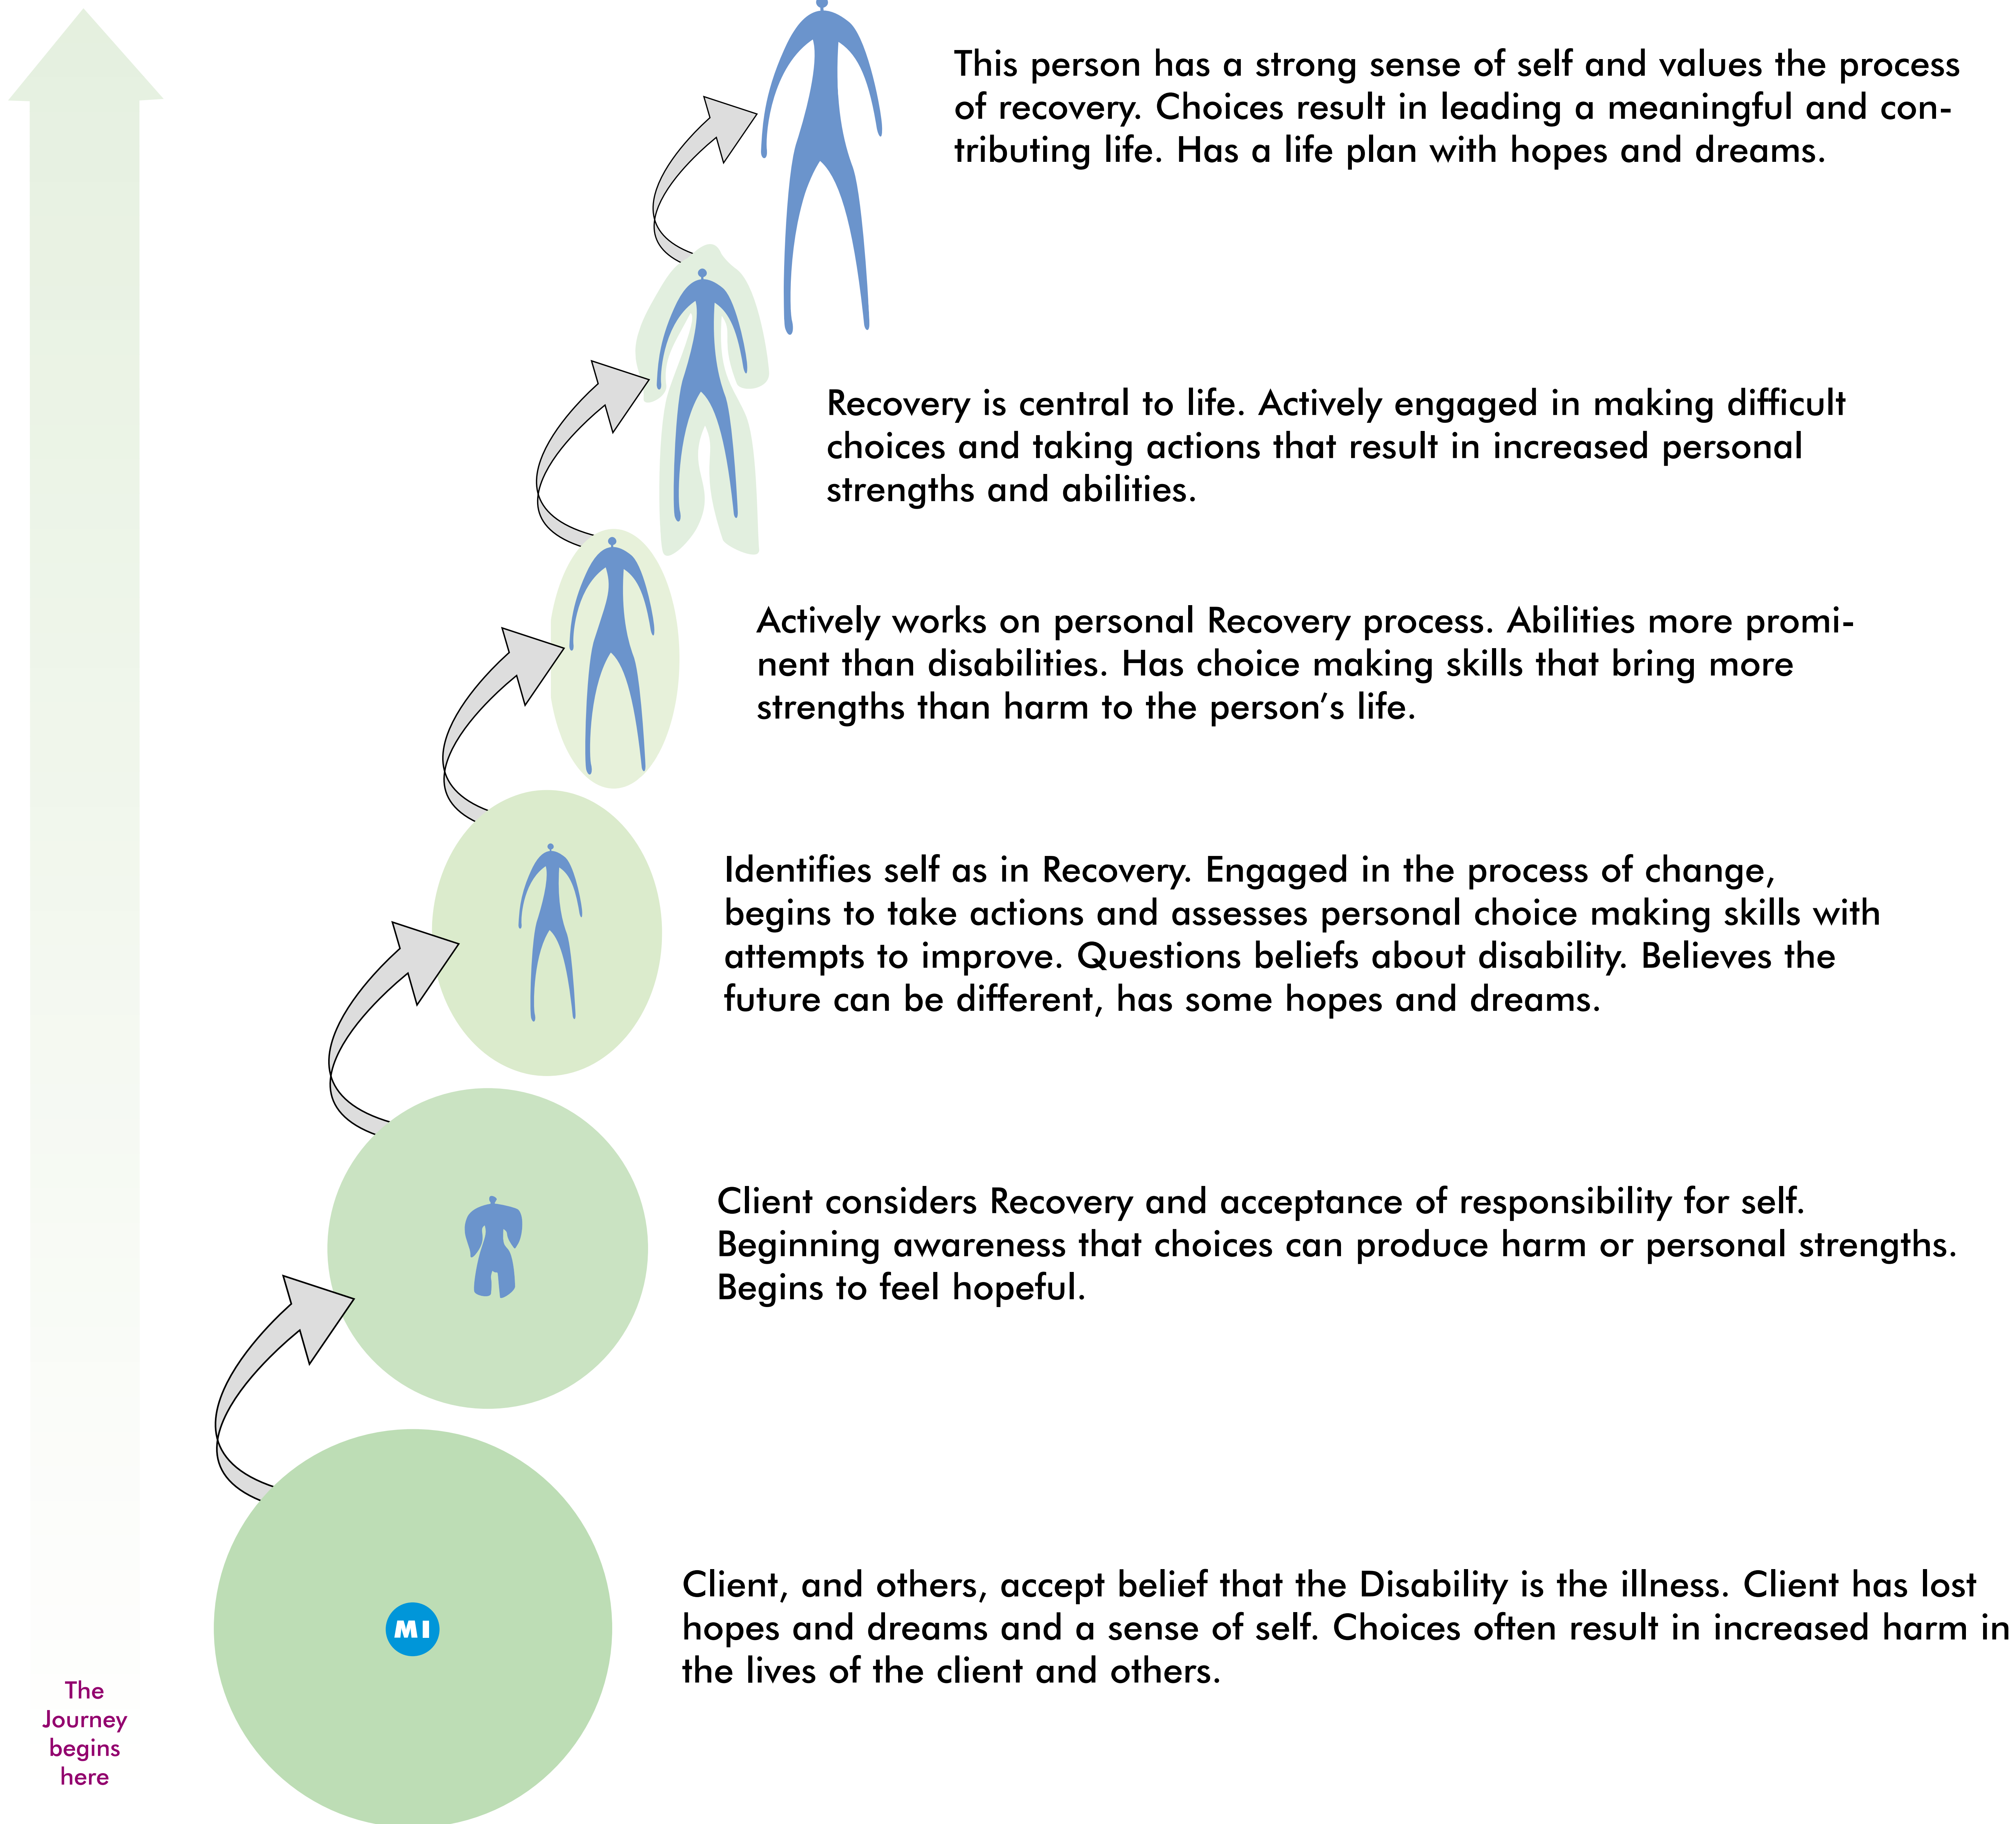 This person has a strong sense of self and values the process
of recovery. Choices result in leading a meaningful and con-
tributing life. Has a life plan with hopes and dreams.
Recovery is central to life. Actively engaged in making difficult
choices and taking actions that result in increased personal
strengths and abilities.
Actively works on personal Recovery process. Abilities more promi-
nent than disabilities. Has choice making skills that bring more
strengths than harm to the person’s life.
Identifies self as in Recovery. Engaged in the process of change,
begins to take actions and assesses personal choice making skills with
attempts to improve. Questions beliefs about disability. Believes the
future can be different, has some hopes and dreams.
Client considers Recovery and acceptance of responsibility for self.
Beginning awareness that choices can produce harm or personal strengths.
Begins to feel hopeful.
MI
Client, and others, accept belief that the Disability is the illness. Client has lost
hopes and dreams and a sense of self. Choices often result in increased harm in
the lives of the client and others.
The
Journey
begins
here